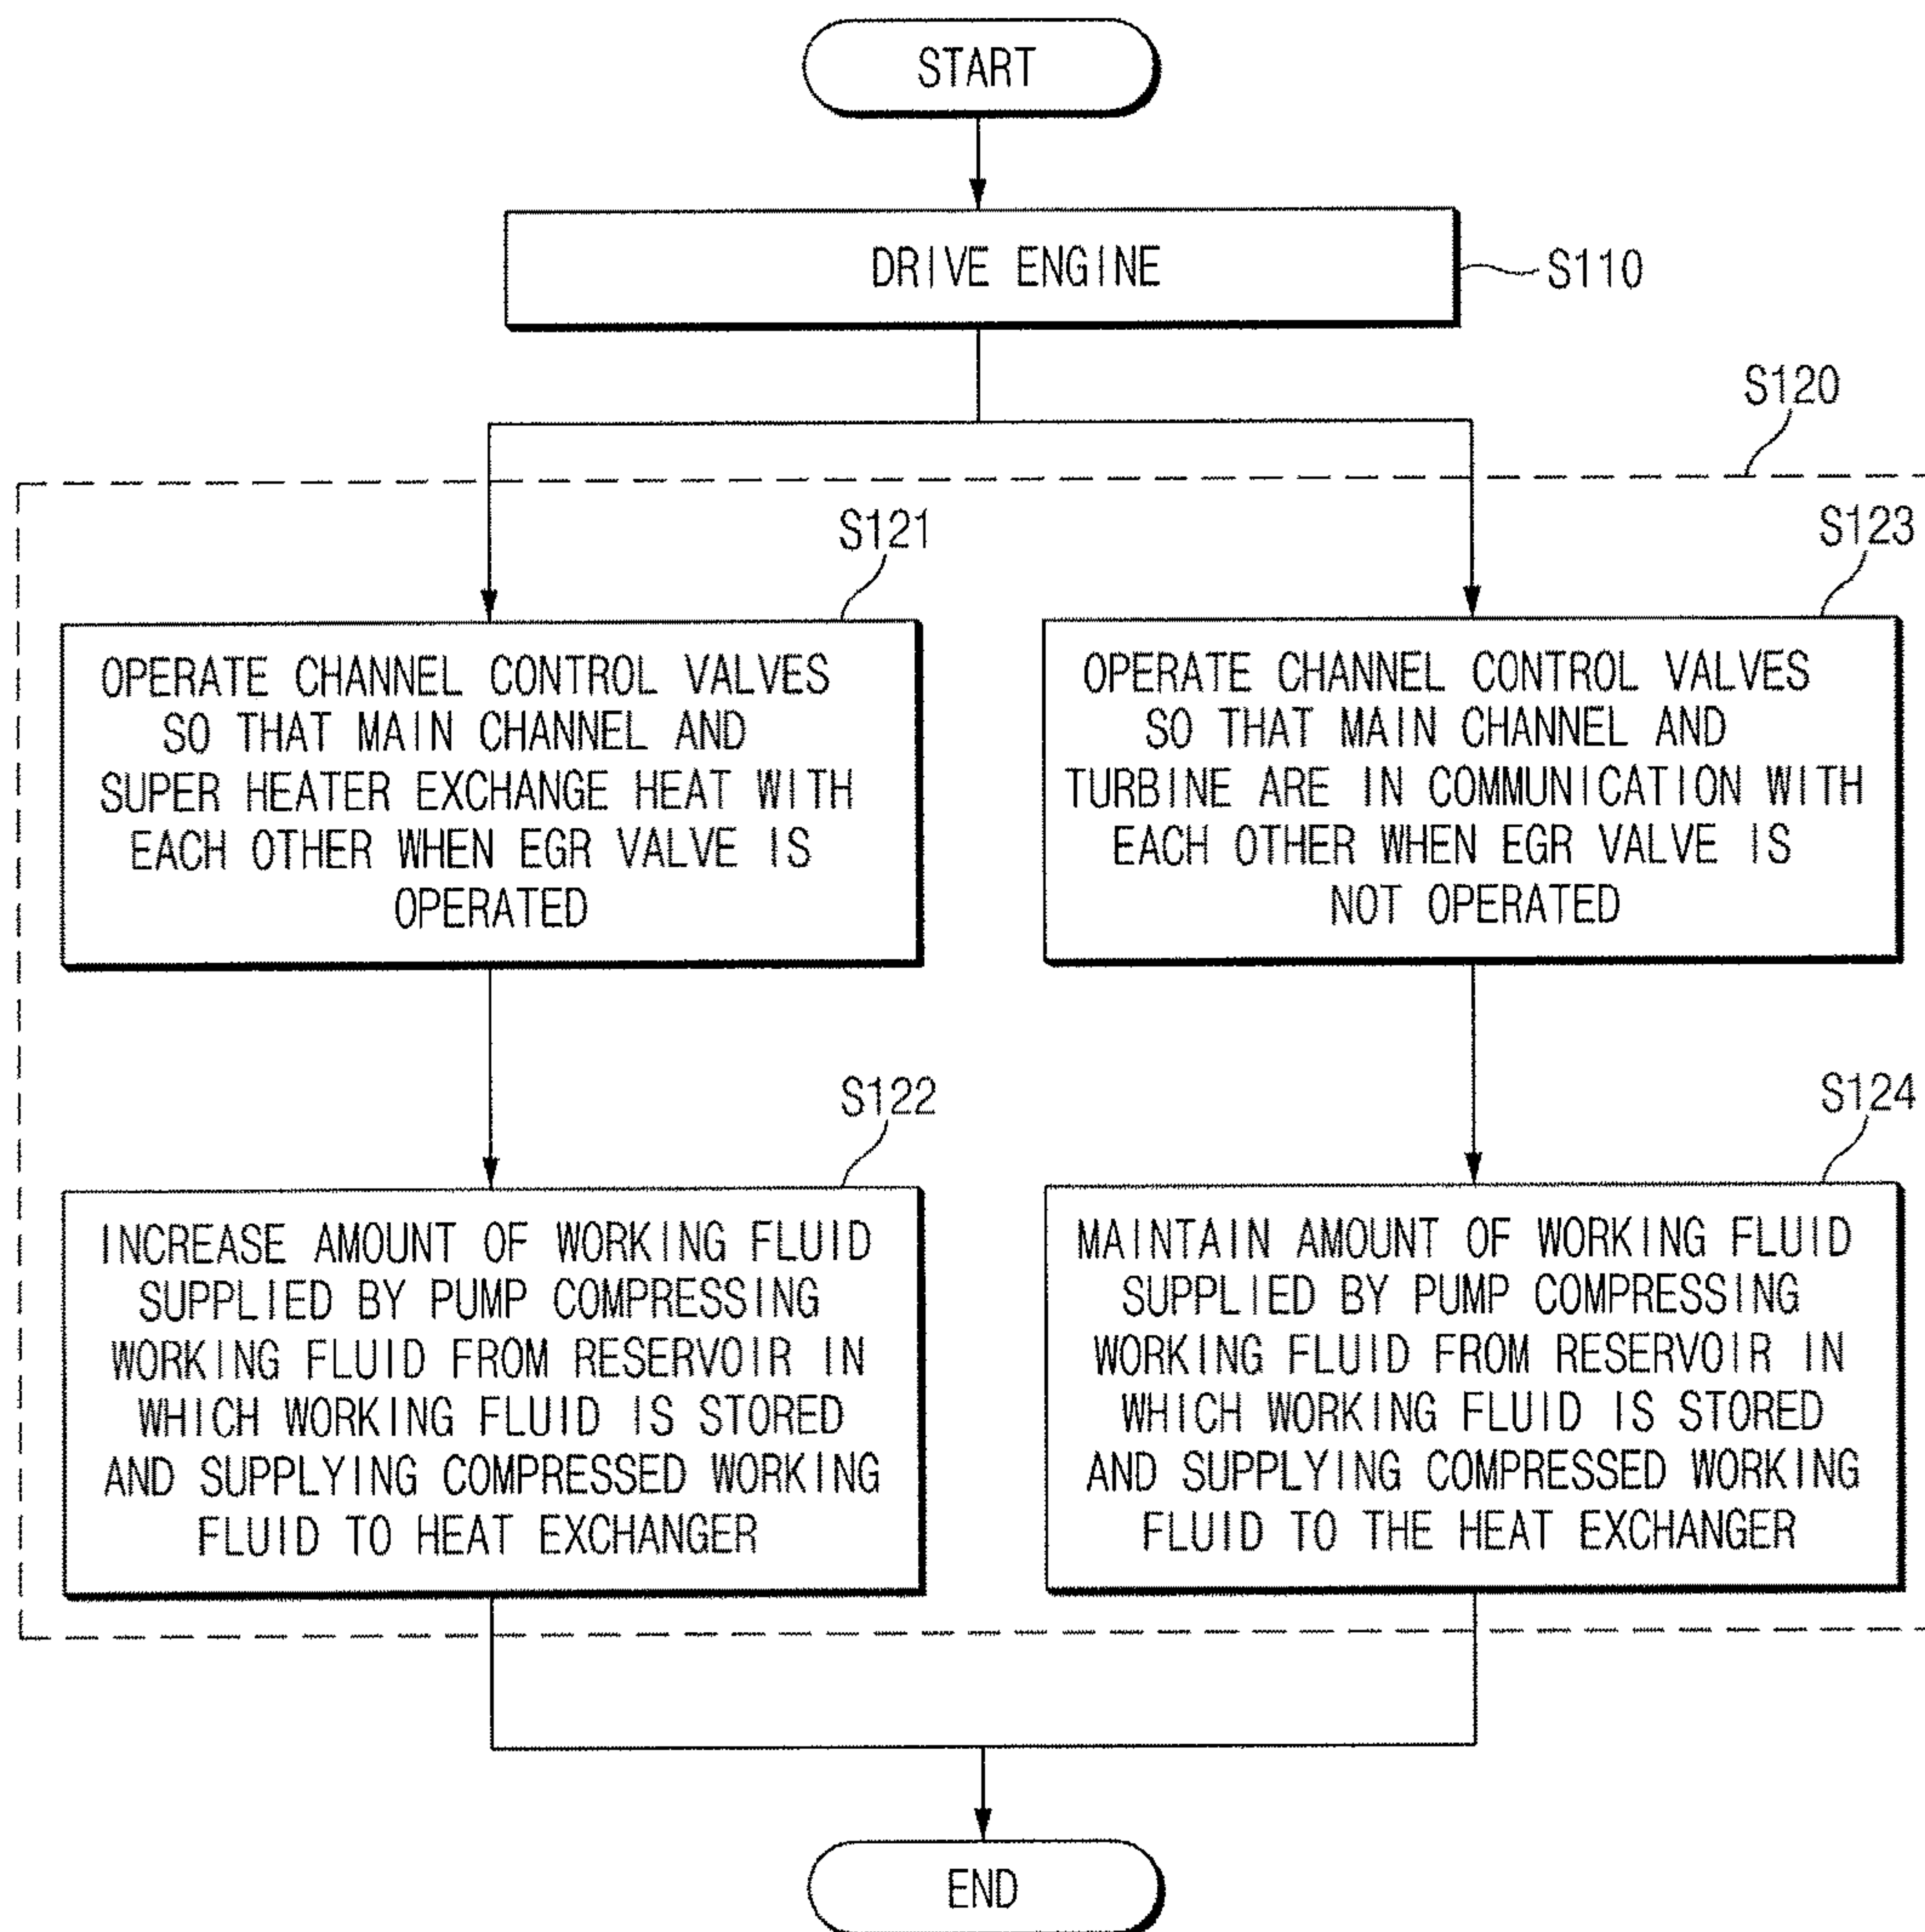 START
DRIVE ENGINE
S110
S120
S121
OPERATE CHANNEL CONTROL VALVES
SO THAT MAIN CHANNEL AND
SUPER HEATER EXCHANGE HEAT WITH
EACH OTHER WHEN EGR VALVE IS
OPERATED
S123
OPERATE CHANNEL CONTROL VALVES
SO THAT MAIN CHANNEL AND
TURBINE ARE IN COMMUNICATION WITH
EACH OTHER WHEN EGR VALVE IS
NOT OPERATED
S122
INCREASE AMOUNT OF WORKING FLUID
SUPPLIED BY PUMP COMPRESSING
WORKING FLUID FROM RESERVOIR IN
WHICH WORKING FLUID IS STORED
AND SUPPLYING COMPRESSED WORKING
FLUID TO HEAT EXCHANGER
S124
MAINTAIN AMOUNT OF WORKING FLUID
SUPPLIED BY PUMP COMPRESSING
WORKING FLUID FROM RESERVOIR IN
WHICH WORKING FLUID IS STORED
AND SUPPLYING COMPRESSED WORKING
FLUID TO THE HEAT EXCHANGER
END